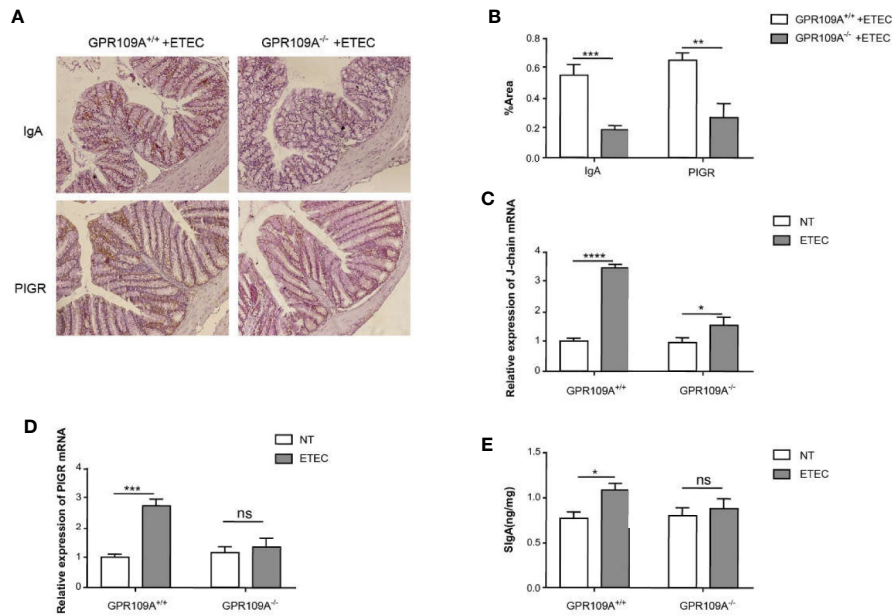 A
GPR109A+/+ +ETEC
GPR109A-/- +ETEC
IgA
PIGR
B
GPR109A+/+ +ETEC
GPR109A-/- +ETEC
%Area
0.8
0.6
0.4
0.2
0.0
***
**
IgA
PIGR
C
NT
ETEC
Relative expression of J-chain mRNA
4
3
2
1
0
****
*
GPR109A+/+
GPR109A-/-
D
NT
ETEC
Relative expression of PIGR mRNA
4
3
2
1
0
***
ns
GPR109A+/+
GPR109A-/-
E
NT
ETEC
SIgA(ng/mg)
1.5
1.0
0.5
0.0
*
ns
GPR109A+/+
GPR109A-/-